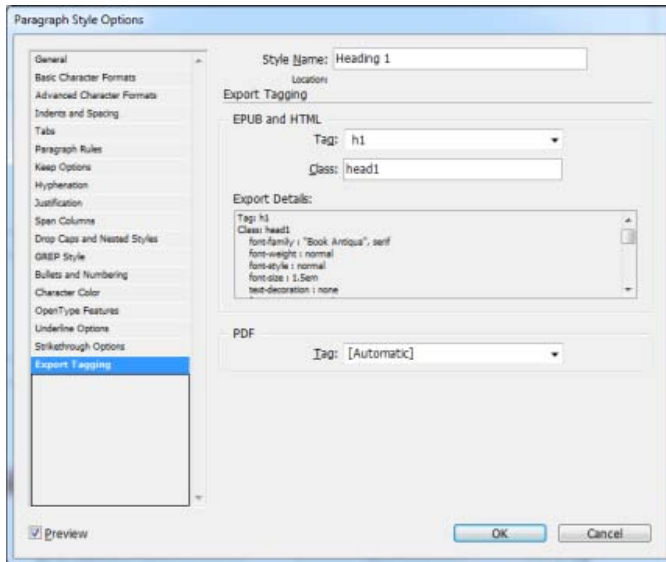 Paragraph Style Options
General
Basic Character Formats
Advanced Character Formats
Indents and Spacing
Tabs
Paragraph Rules
Keep Options
Hyphenation
Justification
Span Columns
Drop Caps and Nested Styles
GREP Style
Bullets and Numbering
Character Color
OpenType Features
Underline Options
Strikethrough Options
Export Tagging
Style Name: Heading 1
Location:
Export Tagging
EPUB and HTML
Tag: h1
Class: head1
Export Details:
Tag: h1
Class: head1
font-family : "Book Antiqua", serif
font-weight : normal
font-style : normal
font-size : 1.5em
text-decoration : none
PDF
Tag: [Automatic]
Preview
OK
Cancel